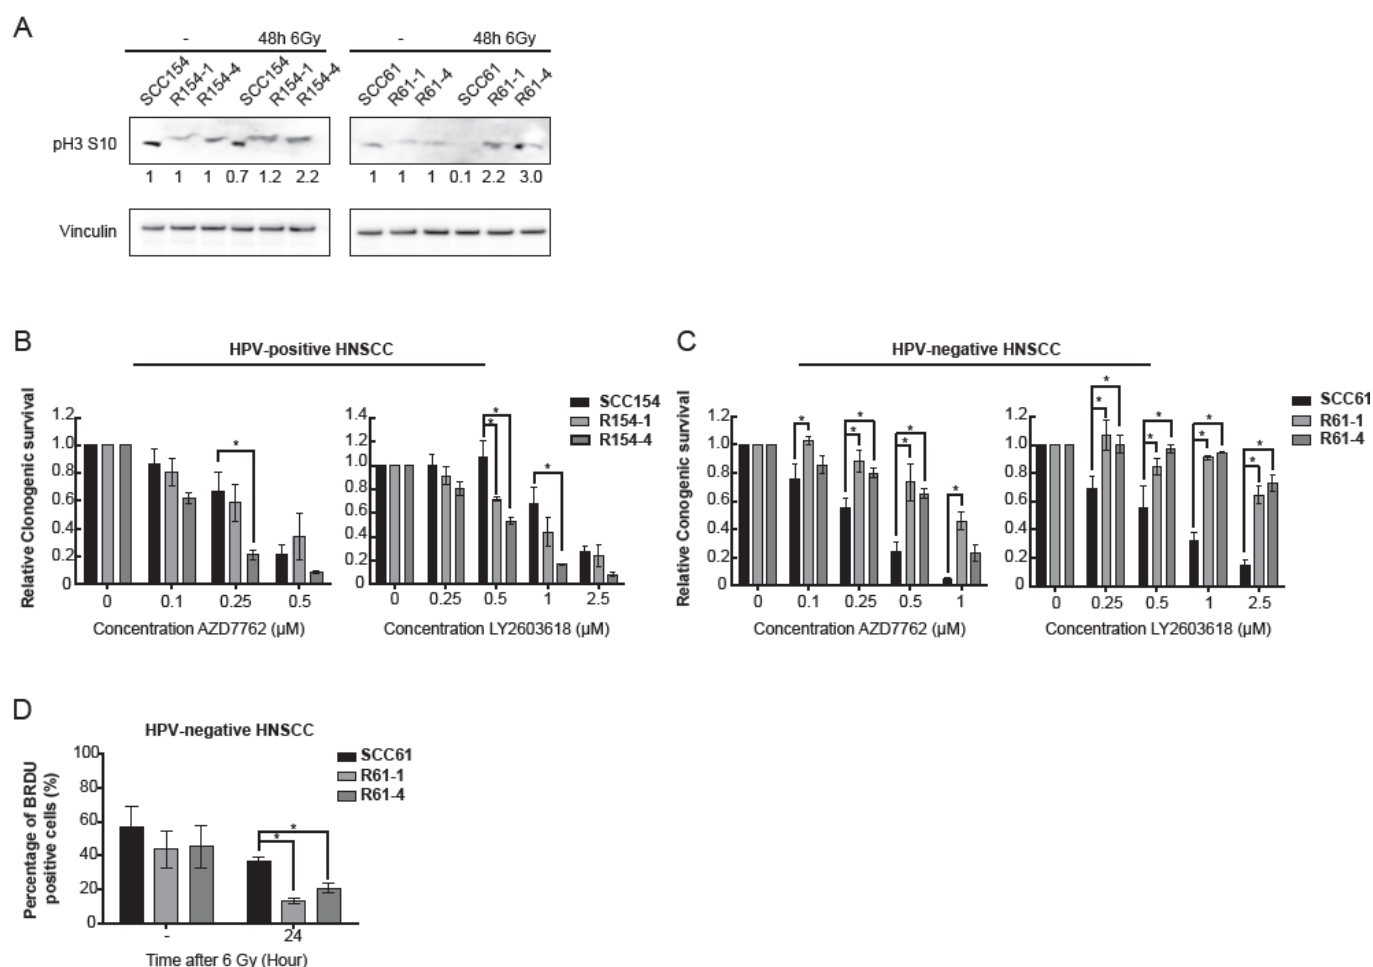 A
- 48h 6Gy - 48h 6Gy
SCC154 R154-1 R154-4 SCC154 R154-1 R154-4 SCC61 R61-1 R61-4 SCC61 R61-1 R61-4
pH3 S10
1 1 1 0.7 1.2 2.2 1 1 1 0.1 2.2 3.0
Vinculin
B
HPV-positive HNSCC
Relative Clonogenic survival
1.2
1.0
0.8
0.6
0.4
0.2
0
* 
0 0.1 0.25 0.5
Concentration AZD7762 (µM)
1.4
1.2
1.0
0.8
0.6
0.4
0.2
0
* * *
0 0.25 0.5 1 2.5
Concentration LY2603618 (µM)
SCC154
R154-1
R154-4
C
HPV-negative HNSCC
Relative Conogenic survival
1.2
1.0
0.8
0.6
0.4
0.2
0
* * * * * *
0 0.1 0.25 0.5 1
Concentration AZD7762 (µM)
1.2
1.0
0.8
0.6
0.4
0.2
0
* * * * * * * *
0 0.25 0.5 1 2.5
Concentration LY2603618 (µM)
SCC61
R61-1
R61-4
D
HPV-negative HNSCC
Percentage of BRDU
positive cells (%)
100
80
60
40
20
0
* *
- 24
Time after 6 Gy (Hour)
SCC61
R61-1
R61-4